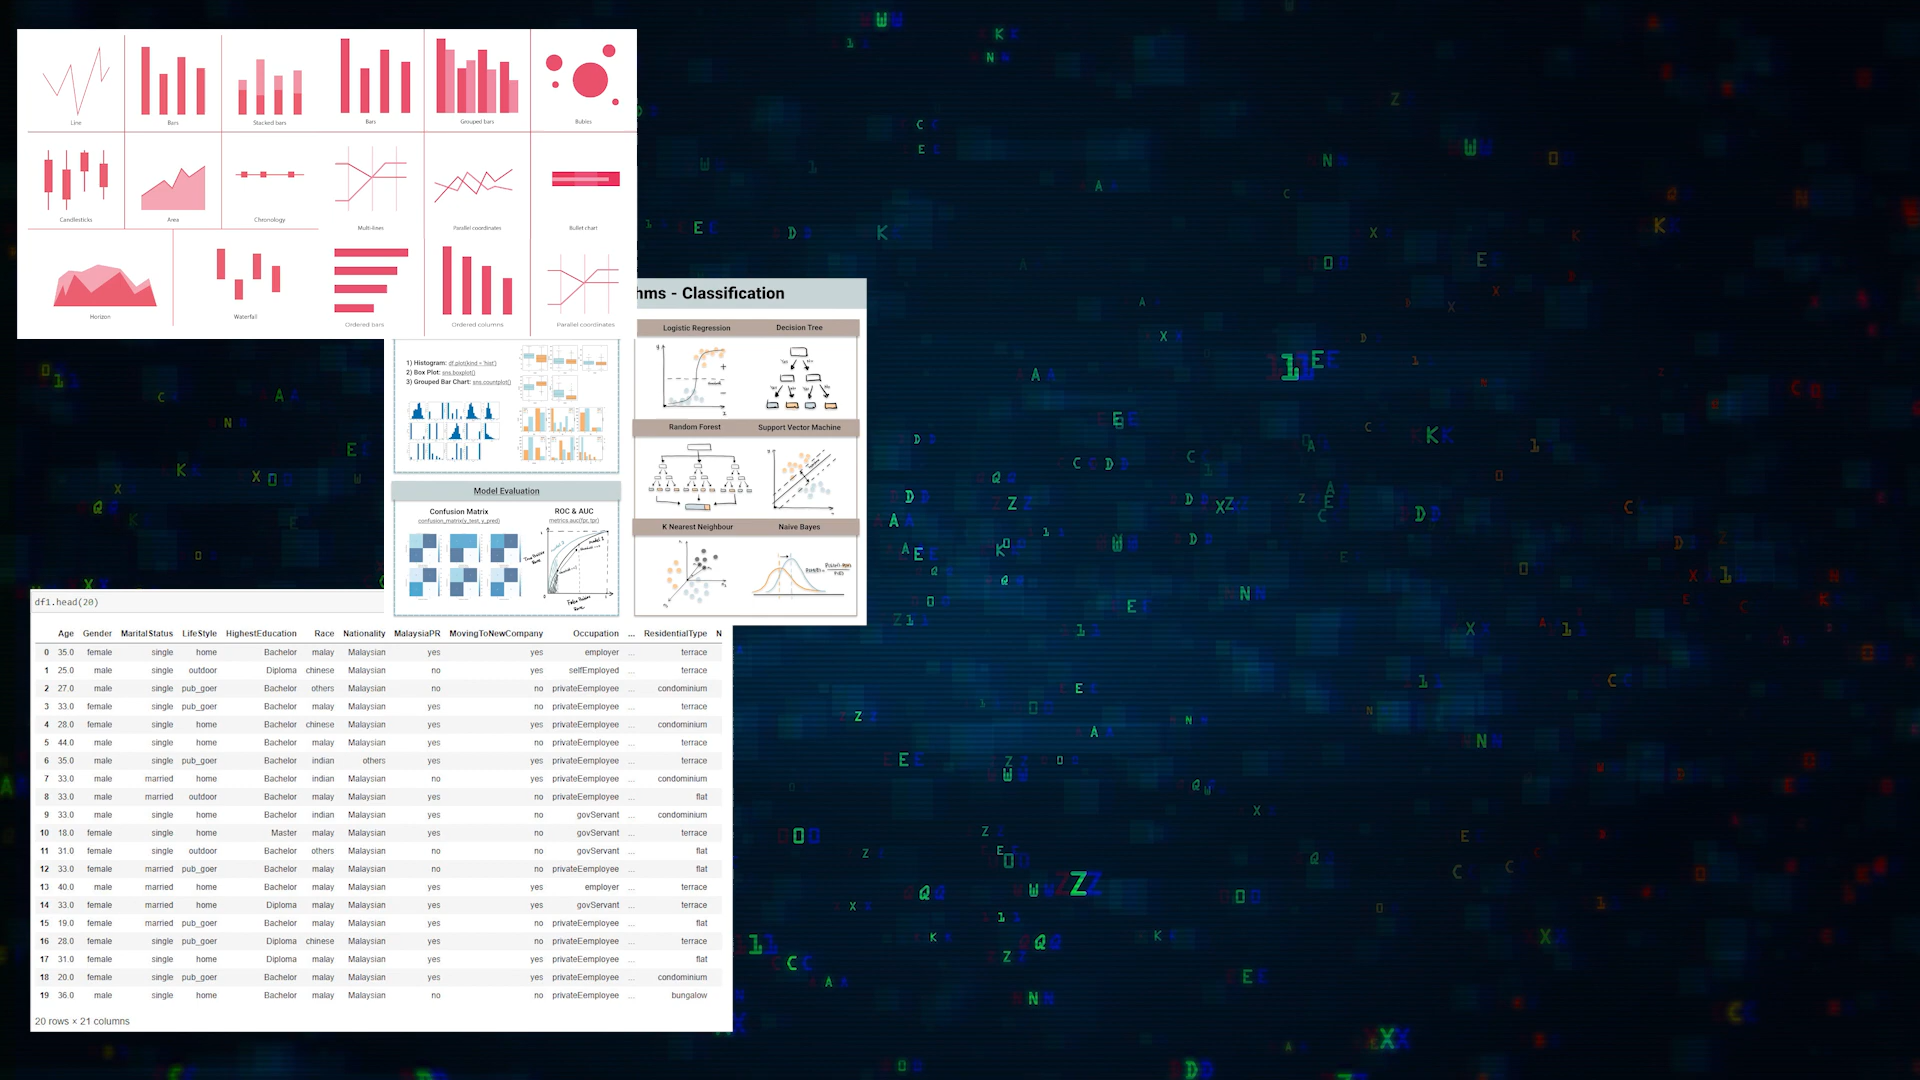 Line
Bars
Stacked bars
Bars
Grouped bars
Bubles
Candlesticks
Area
Chronology
Multi-lines
Parallel coordinates
Bullet chart
Horizon
Waterfall
Ordered bars
Ordered columns
Parallel coordinates
hms - Classification
Logistic Regression
Decision Tree
1) Histogram: df.plot(kind = 'hist')
2) Box Plot: sns.boxplot()
3) Grouped Bar Chart: sns.countplot()
Random Forest
Support Vector Machine
Model Evaluation
Confusion Matrix
confusion_matrix(y_test, y_pred)
ROC & AUC
metrics.auc(fpr, tpr)
K Nearest Neighbour
Naive Bayes
df1.head(20)
Age Gender MaritalStatus LifeStyle HighestEducation Race Nationality MalaysiaPR MovingToNewCompany Occupation ... ResidentialType N
0 35.0 female single home Bachelor malay Malaysian yes yes employer ... terrace
1 25.0 male single outdoor Diploma chinese Malaysian no yes selfEmployed ... terrace
2 27.0 male single pub_goer Bachelor others Malaysian no no privateEemployee ... condominium
3 33.0 male single pub_goer Bachelor malay Malaysian yes no privateEemployee ... terrace
4 28.0 female single home Bachelor chinese Malaysian yes yes privateEemployee ... condominium
5 44.0 male single home Bachelor malay Malaysian yes no privateEemployee ... terrace
6 35.0 male single pub_goer Bachelor indian others yes yes privateEemployee ... terrace
7 33.0 male married home Bachelor indian Malaysian no yes privateEemployee ... condominium
8 33.0 male married outdoor Bachelor malay Malaysian yes no privateEemployee ... flat
9 33.0 male single home Bachelor indian Malaysian yes no govServant ... condominium
10 18.0 female single home Master malay Malaysian yes no govServant ... terrace
11 31.0 female single outdoor Bachelor others Malaysian no no govServant ... flat
12 33.0 female married pub_goer Bachelor malay Malaysian yes no privateEemployee ... flat
13 40.0 male married home Bachelor malay Malaysian yes yes employer ... terrace
14 33.0 female married home Diploma malay Malaysian yes yes govServant ... terrace
15 19.0 female married pub_goer Bachelor malay Malaysian yes no privateEemployee ... flat
16 28.0 female single pub_goer Diploma chinese Malaysian yes no privateEemployee ... terrace
17 31.0 female single home Diploma malay Malaysian yes yes privateEemployee ... flat
18 20.0 female single pub_goer Bachelor malay Malaysian yes yes privateEemployee ... condominium
19 36.0 male single home Bachelor malay Malaysian no no privateEemployee ... bungalow
20 rows × 21 columns